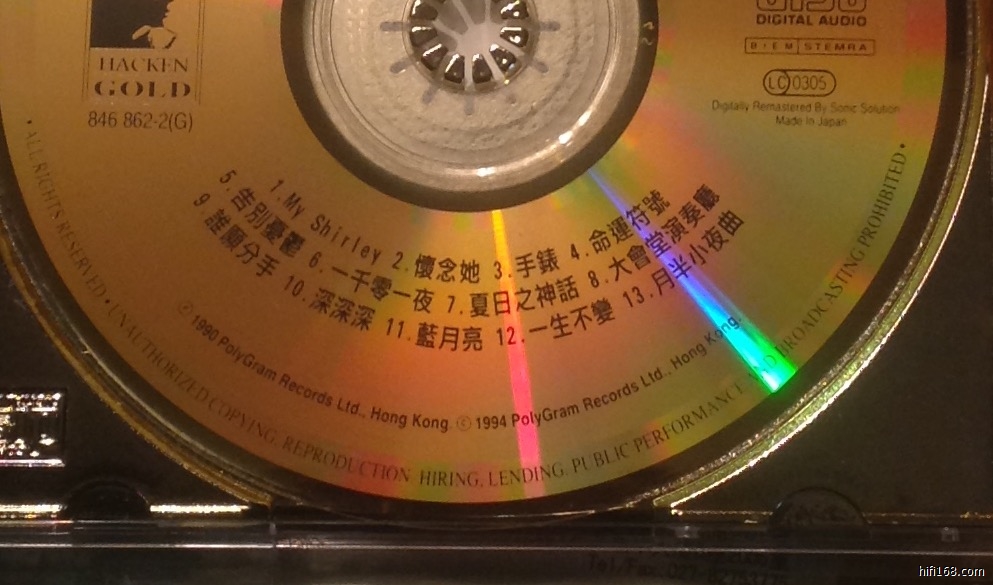 DIGITAL AUDIO
BIEM STEMRA
HACKEN
GOLD
846 862-2(G)
LC 0305
Digitally Remastered By Sonic Solution
Made In Japan
1.My Shirley 2.懷念她 3.手錶 4.命運符號
5.告別憂鬱 6.一千零一夜 7.夏日之神話 8.大會堂演奏廳
9.誰願分手 10.深深深 11.藍月亮 12.一生不變 13.月半小夜曲
Ⓟ 1990 PolyGram Records Ltd., Hong Kong. Ⓒ 1994 PolyGram Records Ltd., Hong Kong.
• ALL RIGHTS RESERVED • UNAUTHORIZED COPYING, REPRODUCTION HIRING, LENDING, PUBLIC PERFORMANCE AND BROADCASTING PROHIBITED •
hifi168.com